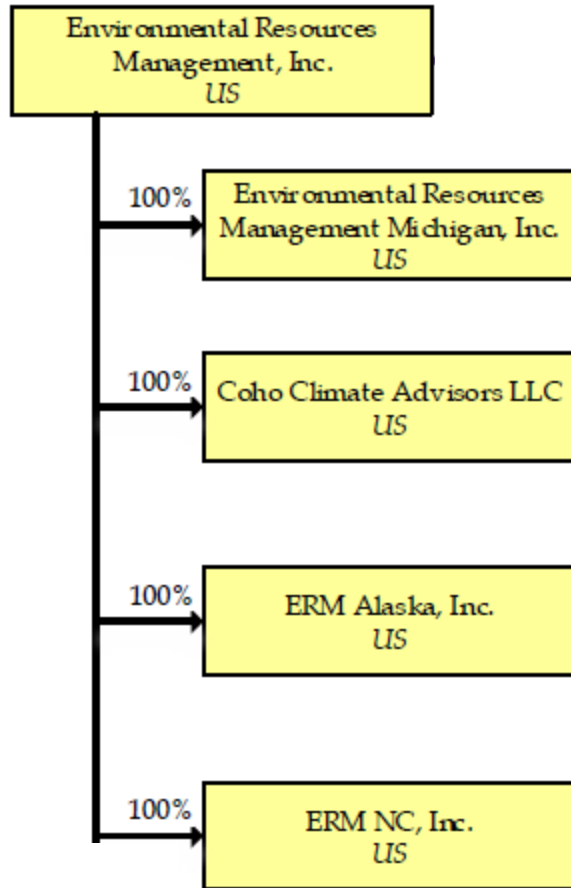 Environmental Resources
Management, Inc.
US
100%
Environmental Resources
Management Michigan, Inc.
US
100%
Coho Climate Advisors LLC
US
100%
ERM Alaska, Inc.
US
100%
ERM NC, Inc.
US